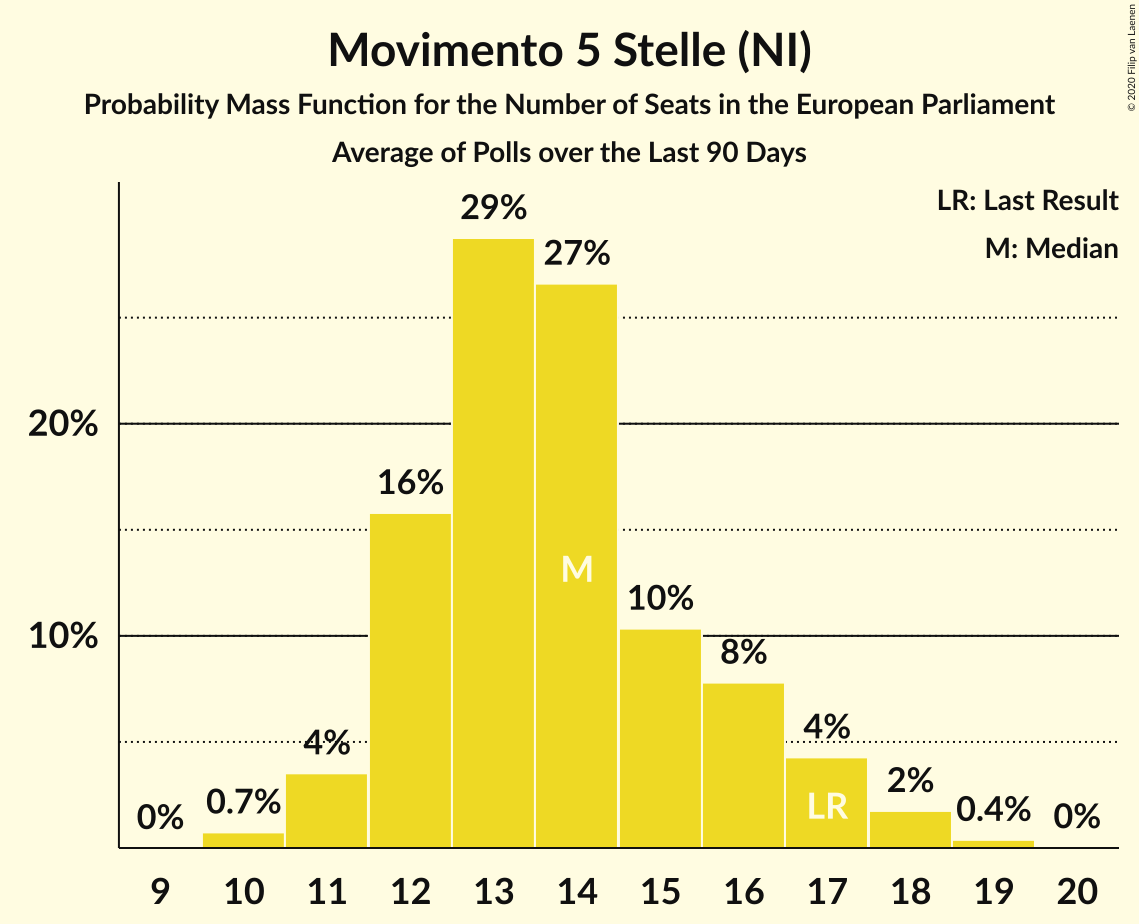 Movimento 5 Stelle (NI)
Probability Mass Function for the Number of Seats in the European Parliament
Average of Polls over the Last 90 Days
© 2020 Filip van Laenen
LR: Last Result
M: Median
29%
27%
20%
16%
M
10%
10%
8%
4%
4%
2%
LR
0%
0.7%
0.4%
0%
9 10 11 12 13 14 15 16 17 18 19 20